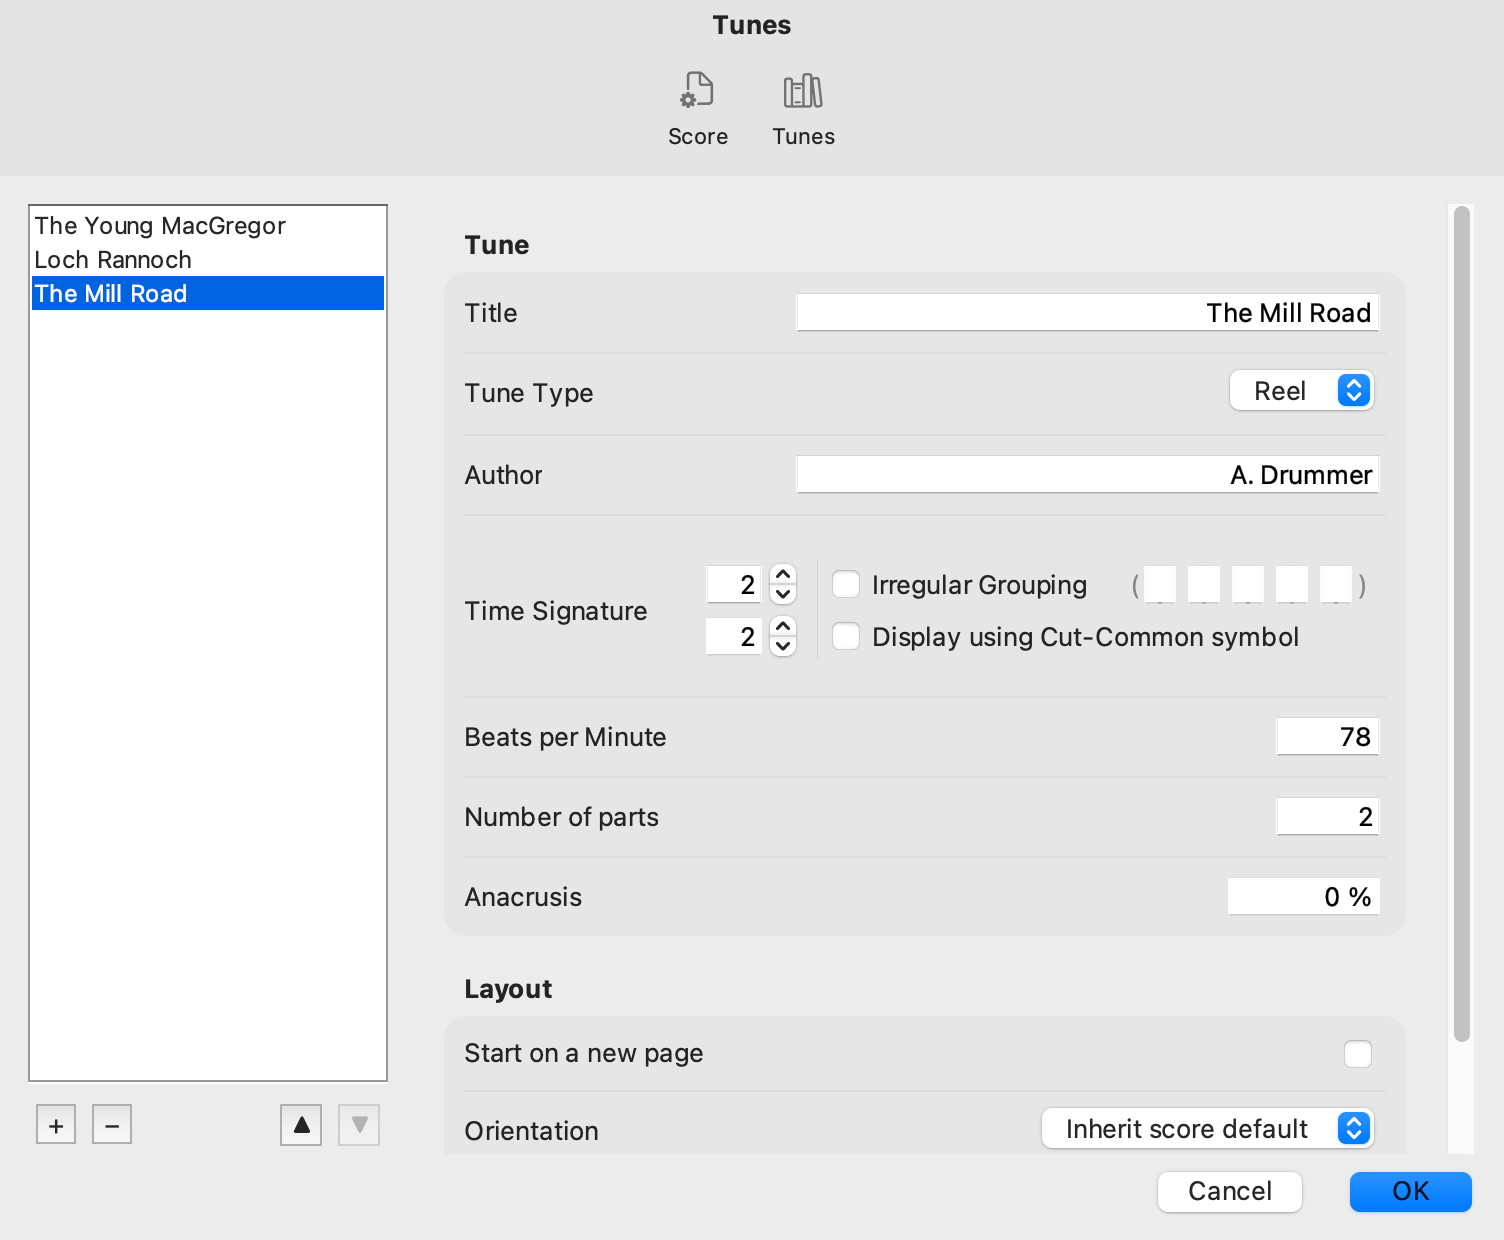 Tunes
Score
Tunes
The Young MacGregor
Loch Rannoch
The Mill Road
Tune
Title
The Mill Road
Tune Type
Reel
Author
A. Drummer
Time Signature
2
2
Irregular Grouping ( )
Display using Cut-Common symbol
Beats per Minute
78
Number of parts
2
Anacrusis
0 %
Layout
Start on a new page
Orientation
Inherit score default
+
−
Cancel
OK